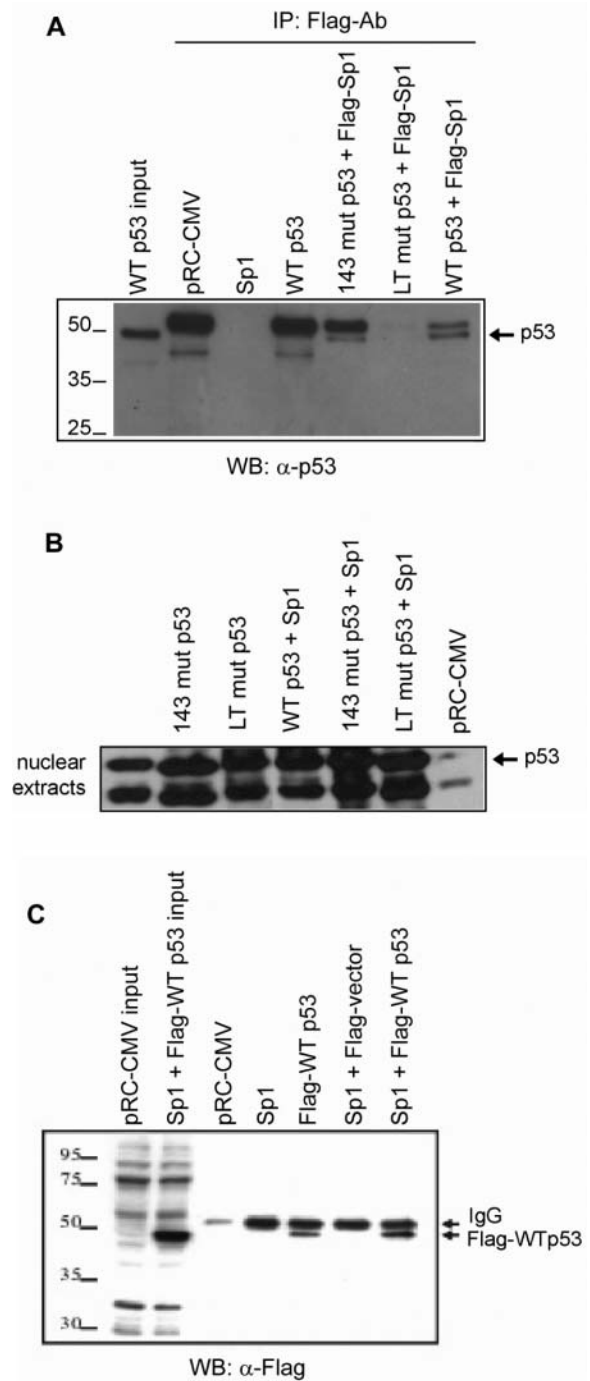 A
IP: Flag-Ab
WT p53 input
pRC-CMV
Sp1
WT p53
143 mut p53 + Flag-Sp1
LT mut p53 + Flag-Sp1
WT p53 + Flag-Sp1
50
35
25
p53
WB: α-p53
B
143 mut p53
LT mut p53
WT p53 + Sp1
143 mut p53 + Sp1
LT mut p53 + Sp1
pRC-CMV
nuclear
extracts
p53
C
pRC-CMV input
Sp1 + Flag-WT p53 input
pRC-CMV
Sp1
Flag-WT p53
Sp1 + Flag-vector
Sp1 + Flag-WT p53
95
75
50
35
30
IgG
Flag-WTp53
WB: α-Flag